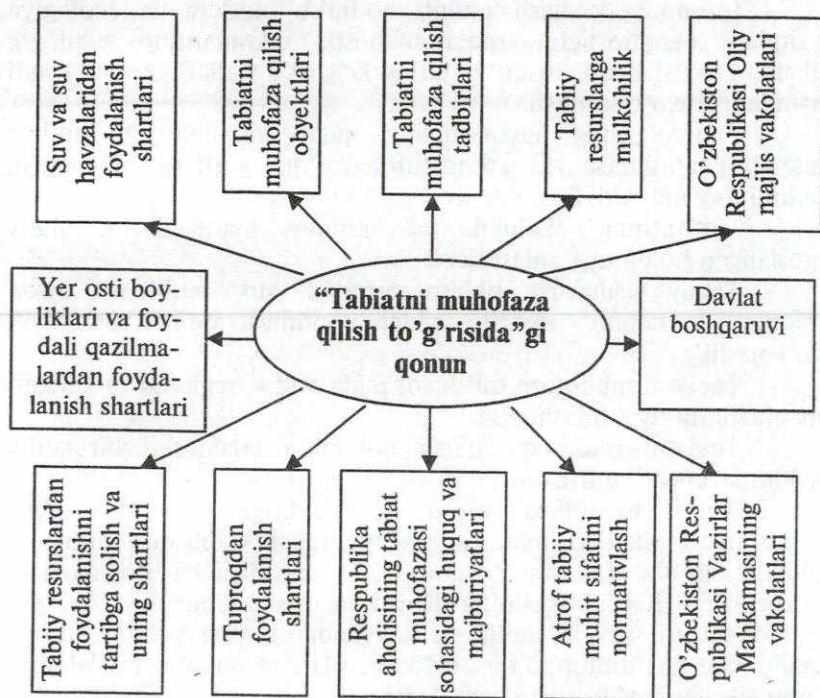 Suv va suv
havzalaridan
foydalanish
shartlari
Tabiatni
muhofaza qilish
obyektlari
Tabiatni
muhofaza qilish
tadbirlari
Tabiiy
resurslarga
mulkchilik
O'zbekiston
Respublikasi Oliy
majlis vakolatlari
Yer osti boy-
liklari va foy-
dali qazilma-
lardan foyda-
lanish shartlari
“Tabiatni muhofaza
qilish to'g'risida”gi
qonun
Davlat
boshqaruvi
Tabiiy resrslardan
foydalanishni
tartibga solish va
uning shartlari
Tuproqdan
foydalanish
shartlari
Respublika
aholisining tabiat
muhofazasi
sohasidagi huquq va
majburiyatlari
Atrof tabiiy
muhit sifatini
normativlash
O'zbekiston Res-
publikasi Vazirlar
Mahkamasining
vakolatlari